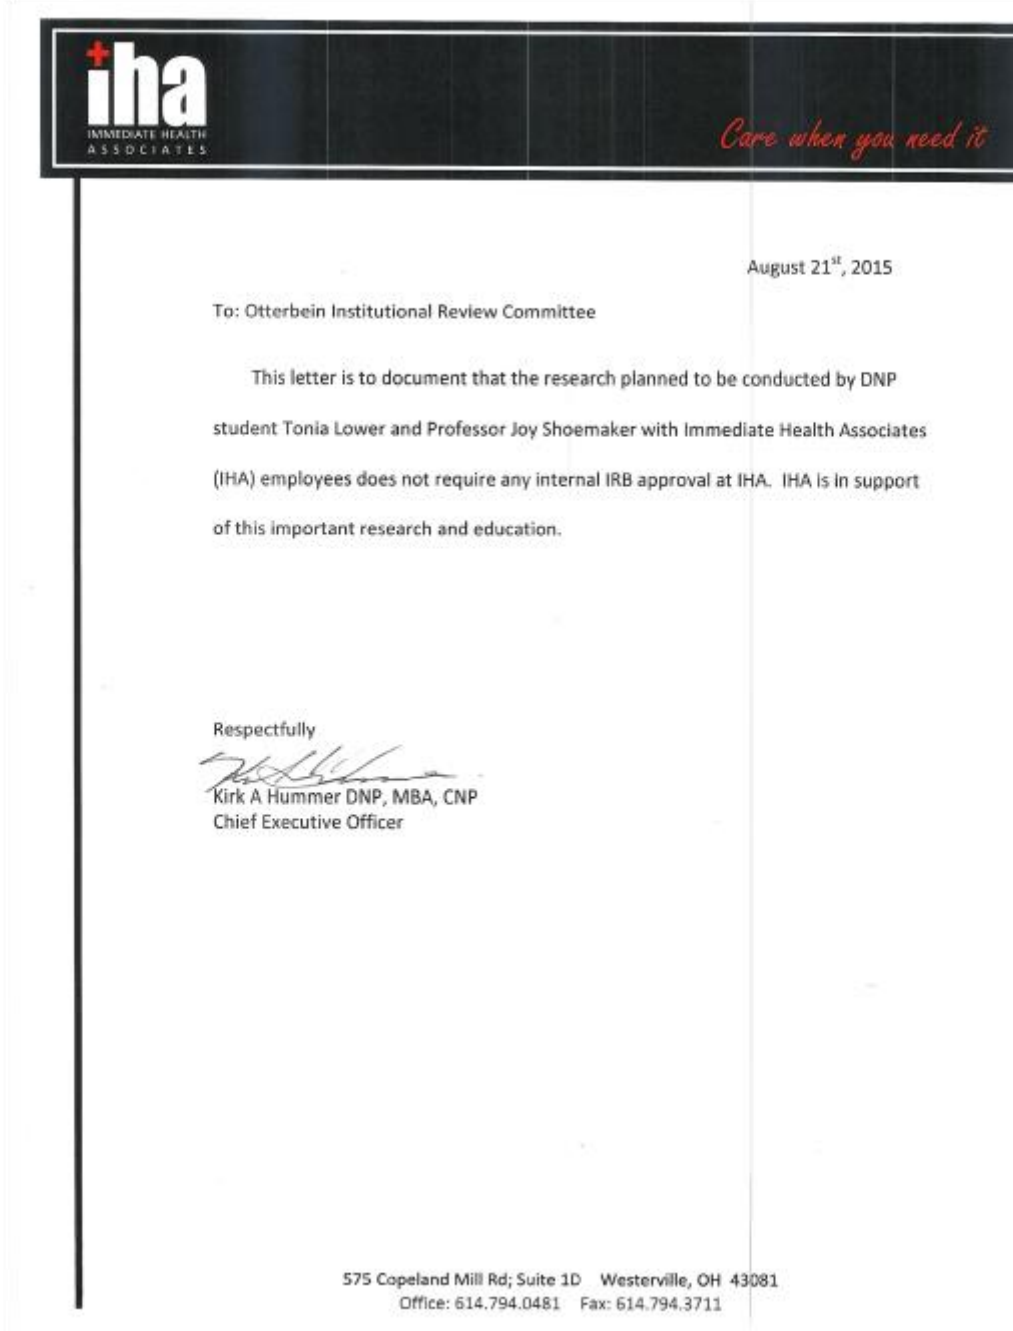 iha
IMMEDIATE HEALTH
ASSOCIATES
Care when you need it
August 21st, 2015
To: Otterbein Institutional Review Committee
This letter is to document that the research planned to be conducted by DNP
student Tonia Lower and Professor Joy Shoemaker with Immediate Health Associates
(IHA) employees does not require any internal IRB approval at IHA. IHA is in support
of this important research and education.
Respectfully
Kirk A Hummer DNP, MBA, CNP
Chief Executive Officer
575 Copeland Mill Rd; Suite 1D Westerville, OH 43081
Office: 614.794.0481 Fax: 614.794.3711